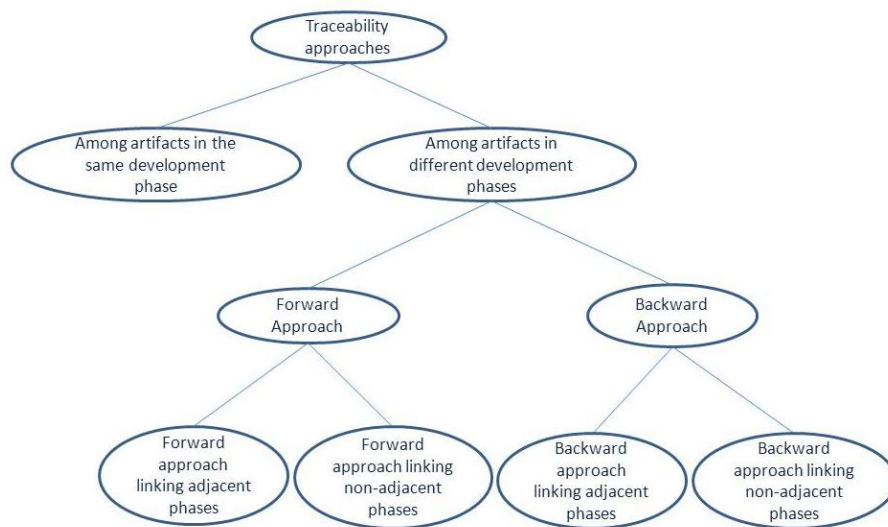 Traceability
approaches
Among artifacts in the
same development
phase
Among artifacts in
different development
phases
Forward
Approach
Backward
Approach
Forward
approach
linking adjacent
phases
Forward
approach linking
non-adjacent
phases
Backward
approach
linking adjacent
phases
Backward
approach linking
non-adjacent
phases